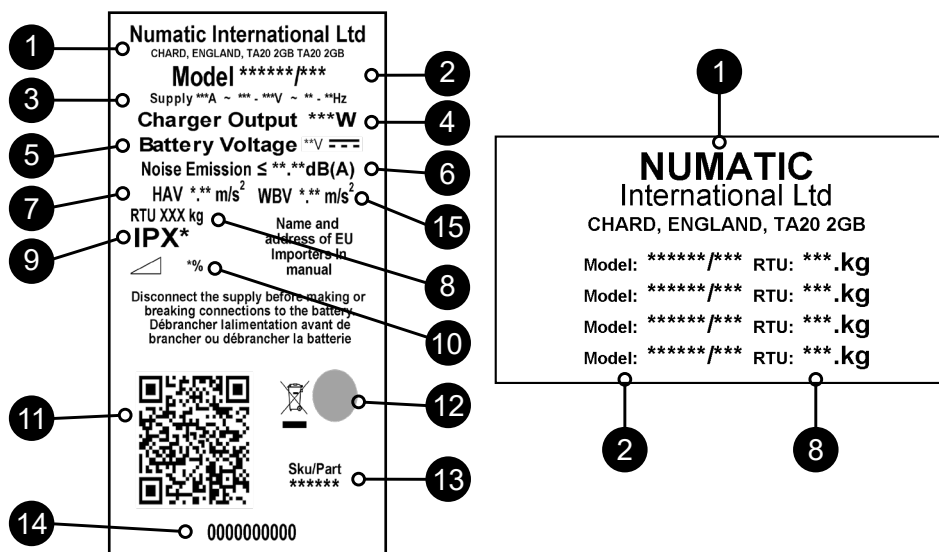 1
Numatic International Ltd
CHARD, ENGLAND, TA20 2GB TA20 2GB
2
Model ******/***
3
Supply ***A ~ *** - ***V ~ ** - **Hz
Charger Output ***W
4
5
Battery Voltage **V
Noise Emission ≤ **.**dB(A)
6
7
HAV *.** m/s²
WBV *.** m/s²
15
RTU XXX kg
8
9
IPX*
Name and
address of EU
Importers In
manual
*%
10
Disconnect the supply before making or
breaking connections to the battery
Débrancher lalimentation avant de
brancher ou débrancher la batterie
11
12
Sku/Part
******
13
14
0000000000
1
NUMATIC
International Ltd
CHARD, ENGLAND, TA20 2GB
Model: ******/*** RTU: ***.kg
Model: ******/*** RTU: ***.kg
Model: ******/*** RTU: ***.kg
Model: ******/*** RTU: ***.kg
2
8